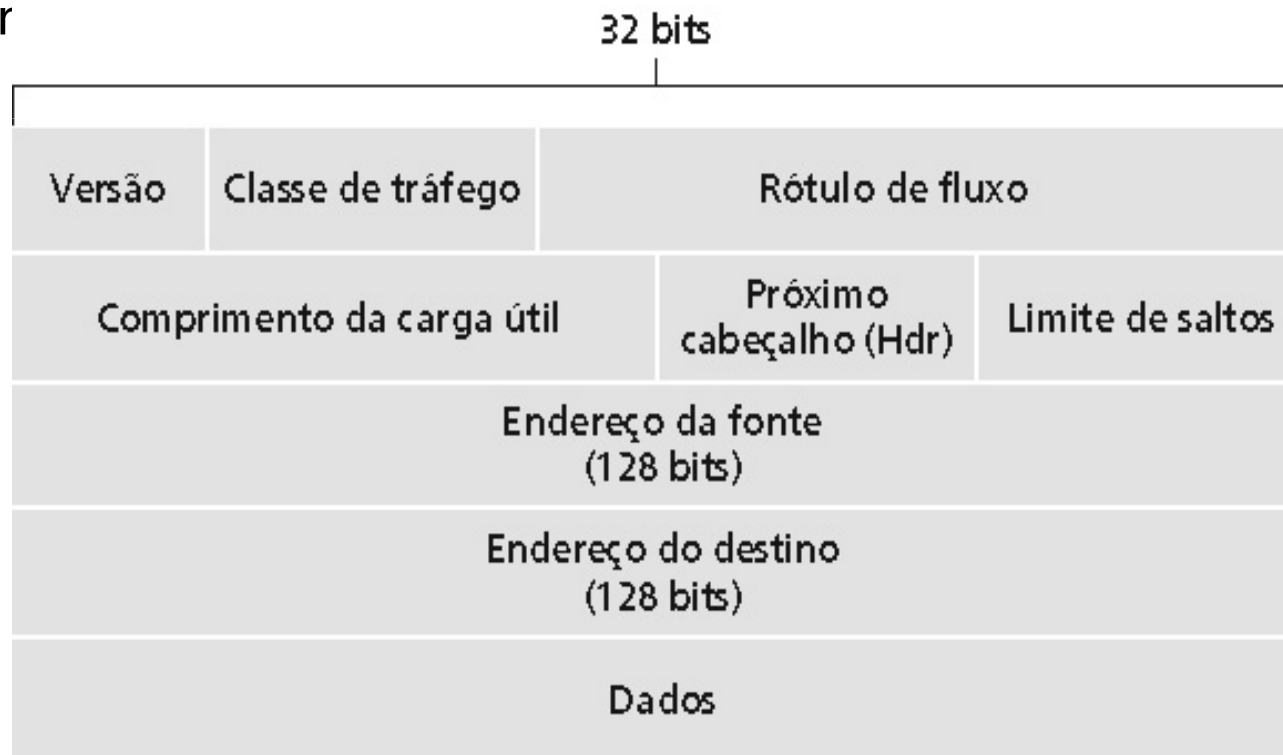 r
32 bits
Versão
Classe de tráfego
Rótulo de fluxo
Comprimento da carga útil
Próximo
cabeçalho (Hdr)
Limite de saltos
Endereço da fonte
(128 bits)
Endereço do destino
(128 bits)
Dados